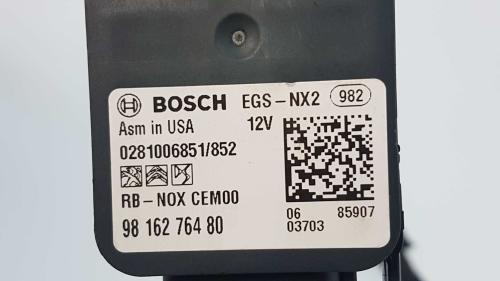 BOSCH EGS-NX2 982
Asm in USA 12V
0281006851/852
RB-NOX CEM00
98 162 764 80
06 85907
03703